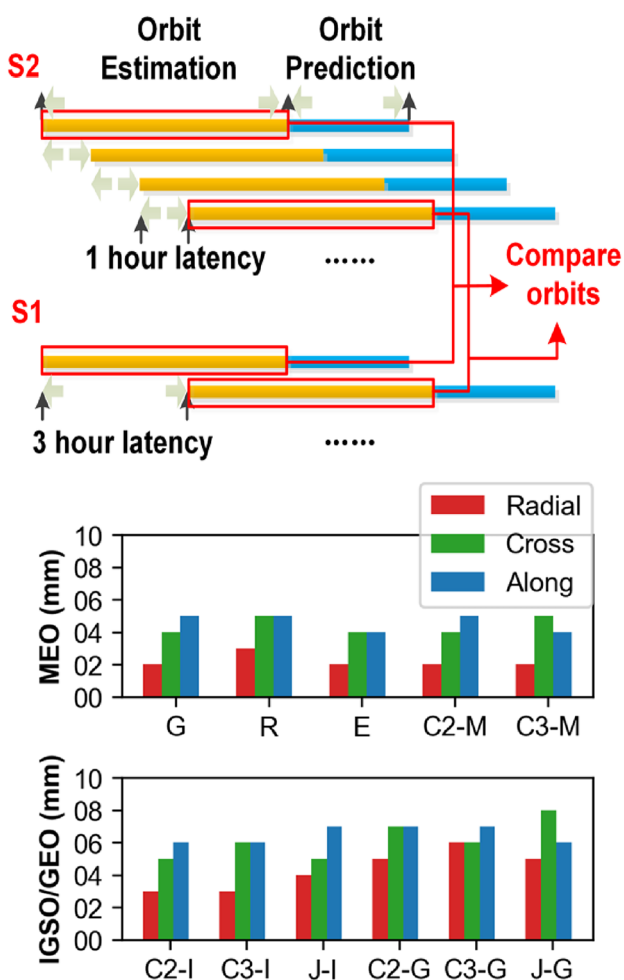 Orbit Estimation
Orbit Prediction
S2
1 hour latency
......
Compare orbits
S1
3 hour latency
......
Radial
Cross
Along
MEO (mm)
10
08
06
04
02
00
G R E C2-M C3-M
IGSO/GEO (mm)
10
08
06
04
02
00
C2-I C3-I J-I C2-G C3-G J-G